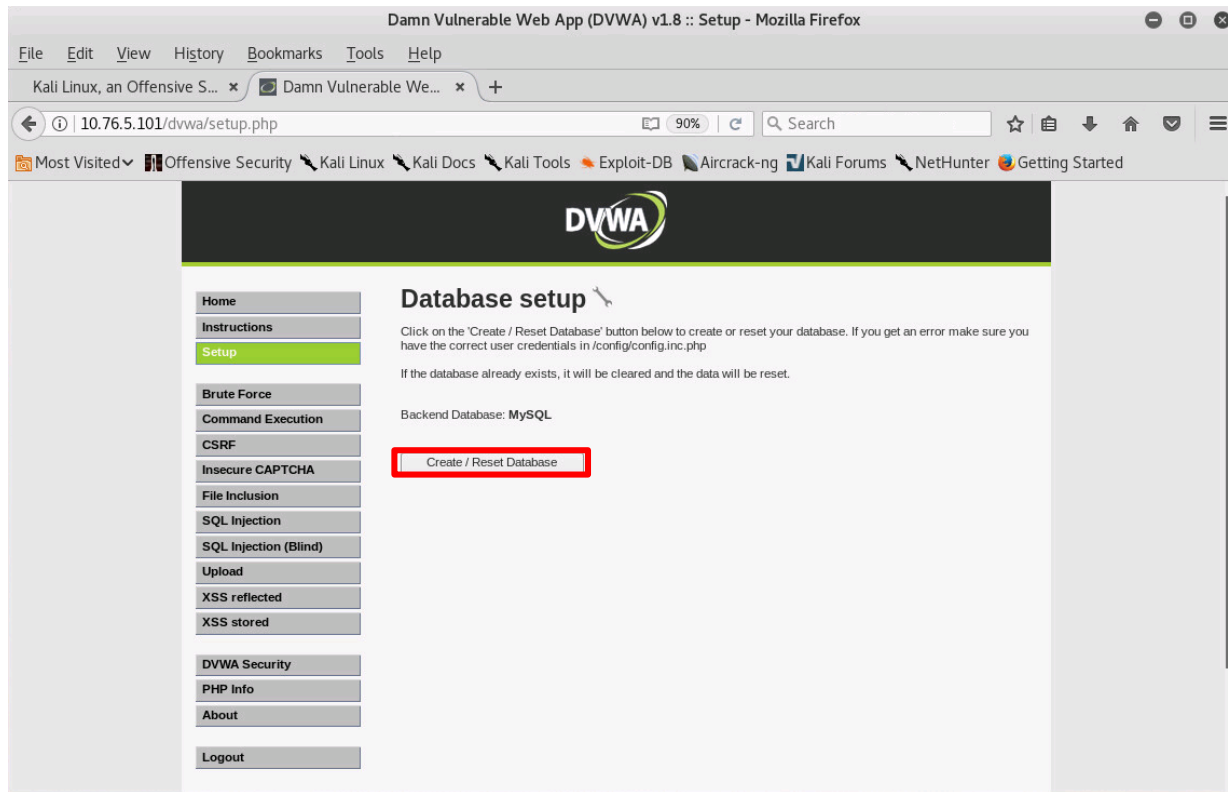 Damn Vulnerable Web App (DVWA) v1.8 :: Setup - Mozilla Firefox
File Edit View History Bookmarks Tools Help
Kali Linux, an Offensive S... Damn Vulnerable We...
10.76.5.101/dvwa/setup.php 90% Search
Most Visited Offensive Security Kali Linux Kali Docs Kali Tools Exploit-DB Aircrack-ng Kali Forums NetHunter Getting Started
DVWA
Home
Instructions
Setup
Brute Force
Command Execution
CSRF
Insecure CAPTCHA
File Inclusion
SQL Injection
SQL Injection (Blind)
Upload
XSS reflected
XSS stored
DVWA Security
PHP Info
About
Logout
Database setup
Click on the 'Create / Reset Database' button below to create or reset your database. If you get an error make sure you
have the correct user credentials in /config/config.inc.php
If the database already exists, it will be cleared and the data will be reset.
Backend Database: MySQL
Create / Reset Database